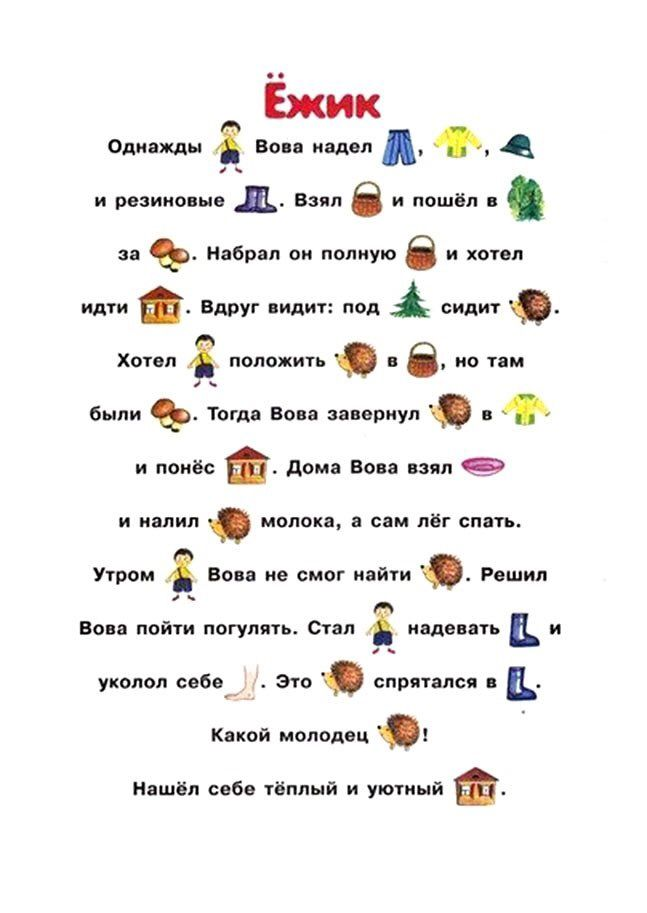 Ёжик
Однажды Вова надел , ,
и резиновые . Взял и пошёл в
за . Набрал он полную и хотел
идти . Вдруг видит: под сидит .
Хотел положить в , но там
были . Тогда Вова завернул в
и понёс . Дома Вова взял
и налил молока, а сам лёг спать.
Утром Вова не смог найти . Решил
Вова пойти погулять. Стал надевать и
уколол себе . Это спрятался в .
Какой молодец !
Нашёл себе тёплый и уютный .